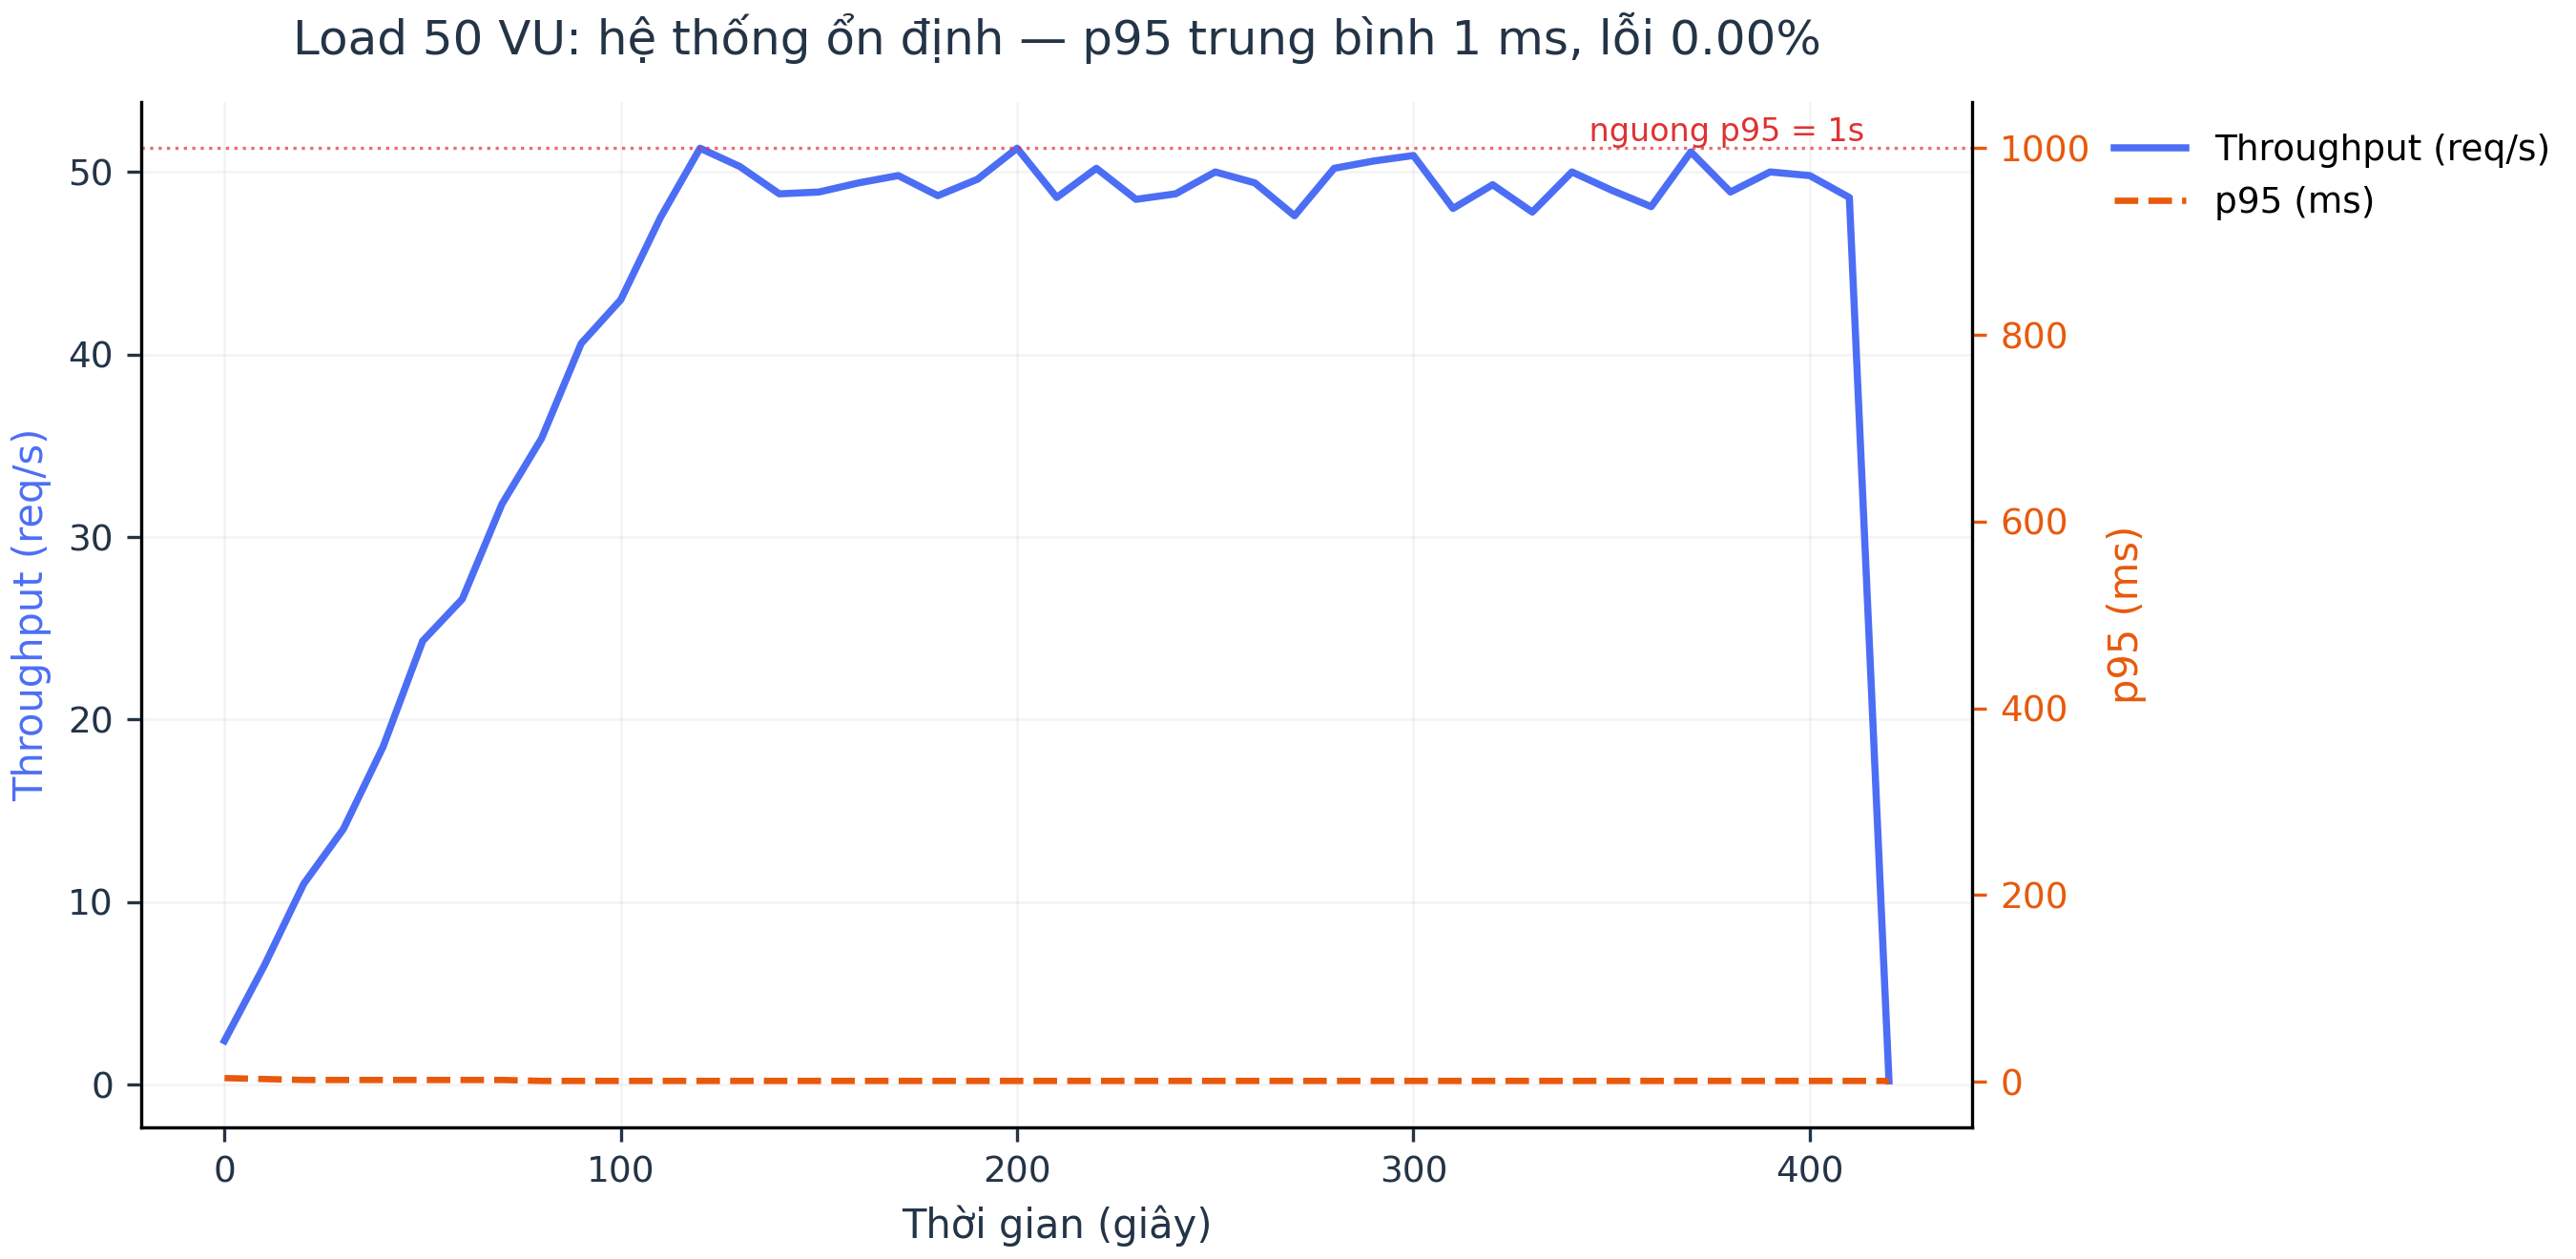 Load 50 VU: hệ thống ổn định — p95 trung bình 1 ms, lỗi 0.00%
nguong p95 = 1s
Throughput (req/s)
p95 (ms)
50
40
30
20
10
0
Throughput (req/s)
1000
800
600
400
200
0
p95 (ms)
0
100
200
300
400
Thời gian (giây)